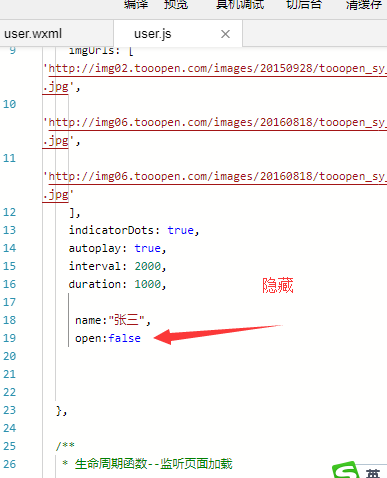 编译 预览 真机调试 切后台 清缓存
user.wxml user.js ×
9 imgUrls: [
'http://img02.tooopen.com/images/20150928/tooopen_sy_
.jpg',
10
'http://img06.tooopen.com/images/20160818/tooopen_sy_
.jpg',
11
'http://img06.tooopen.com/images/20160818/tooopen_sy_
.jpg'
12 ],
13 indicatorDots: true,
14 autoplay: true,
15 interval: 2000,
16 duration: 1000,
隐藏
17
18 name:"张三",
19 open:false
20
21
22
23 },
24
25 /**
26 * 生命周期函数--监听页面加载
S 英